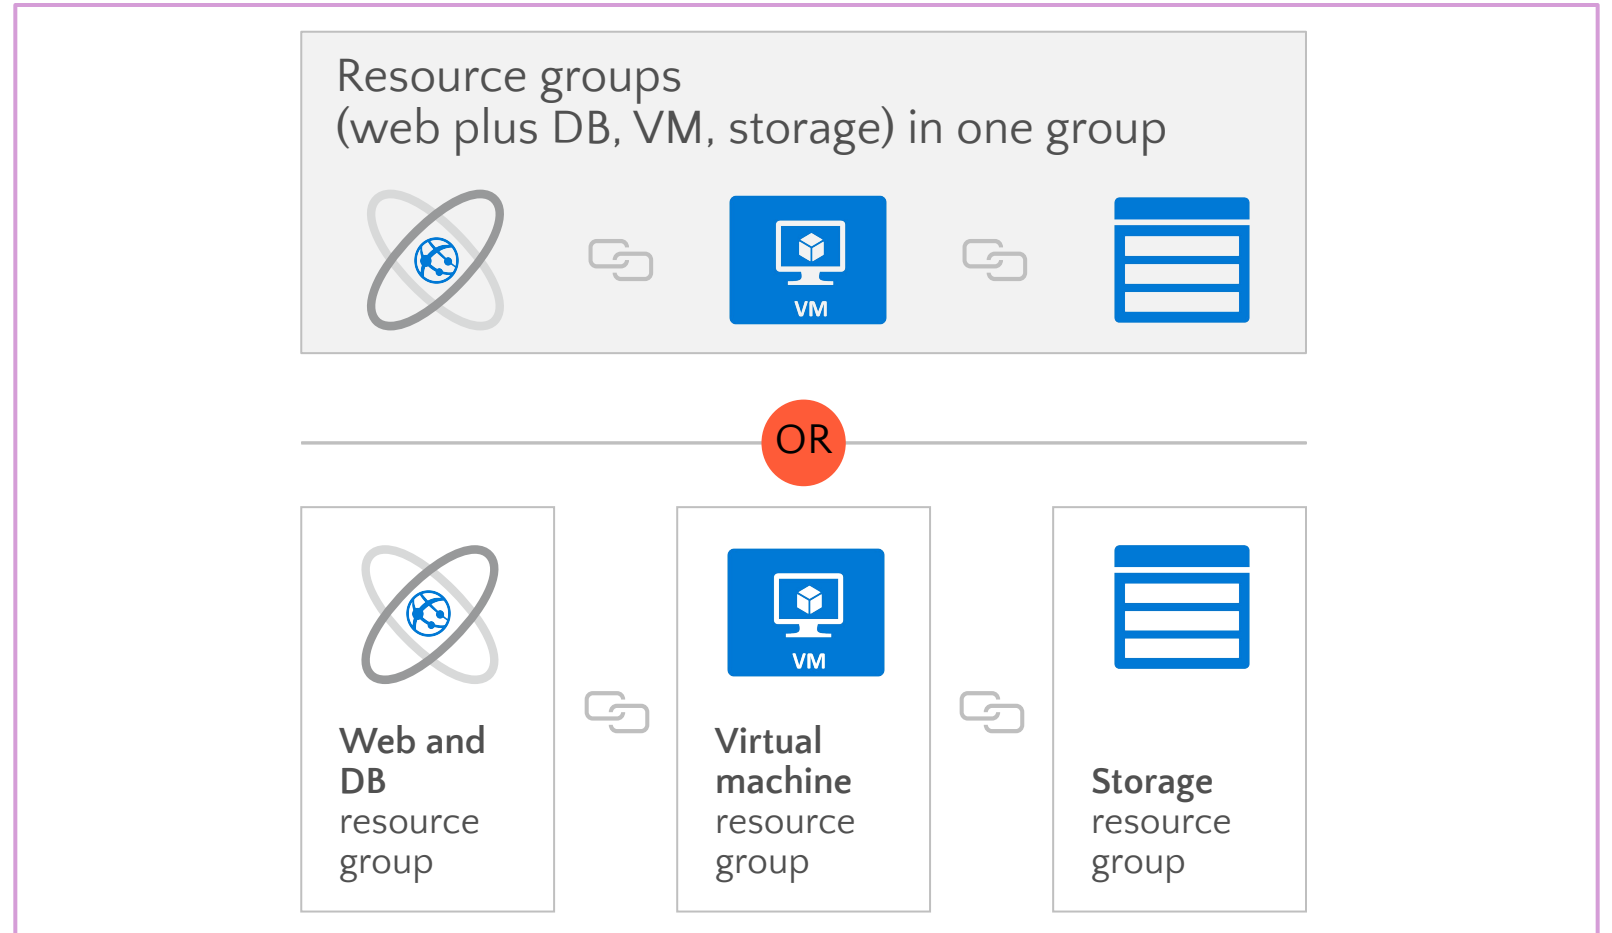 Resource groups
(web plus DB, VM, storage) in one group
VM
OR
VM
Web and
DB
resource
group
Virtual
machine
resource
group
Storage
resource
group